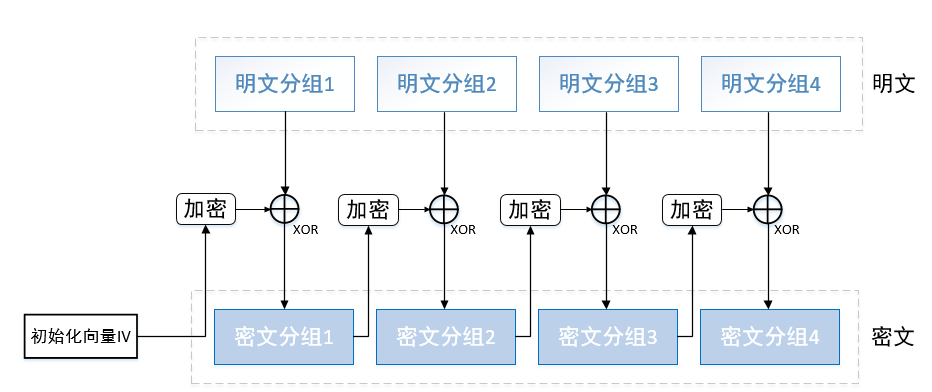 明文分组1
明文分组2
明文分组3
明文分组4
明文
加密
XOR
加密
XOR
加密
XOR
加密
XOR
初始化向量IV
密文分组1
密文分组2
密文分组3
密文分组4
密文